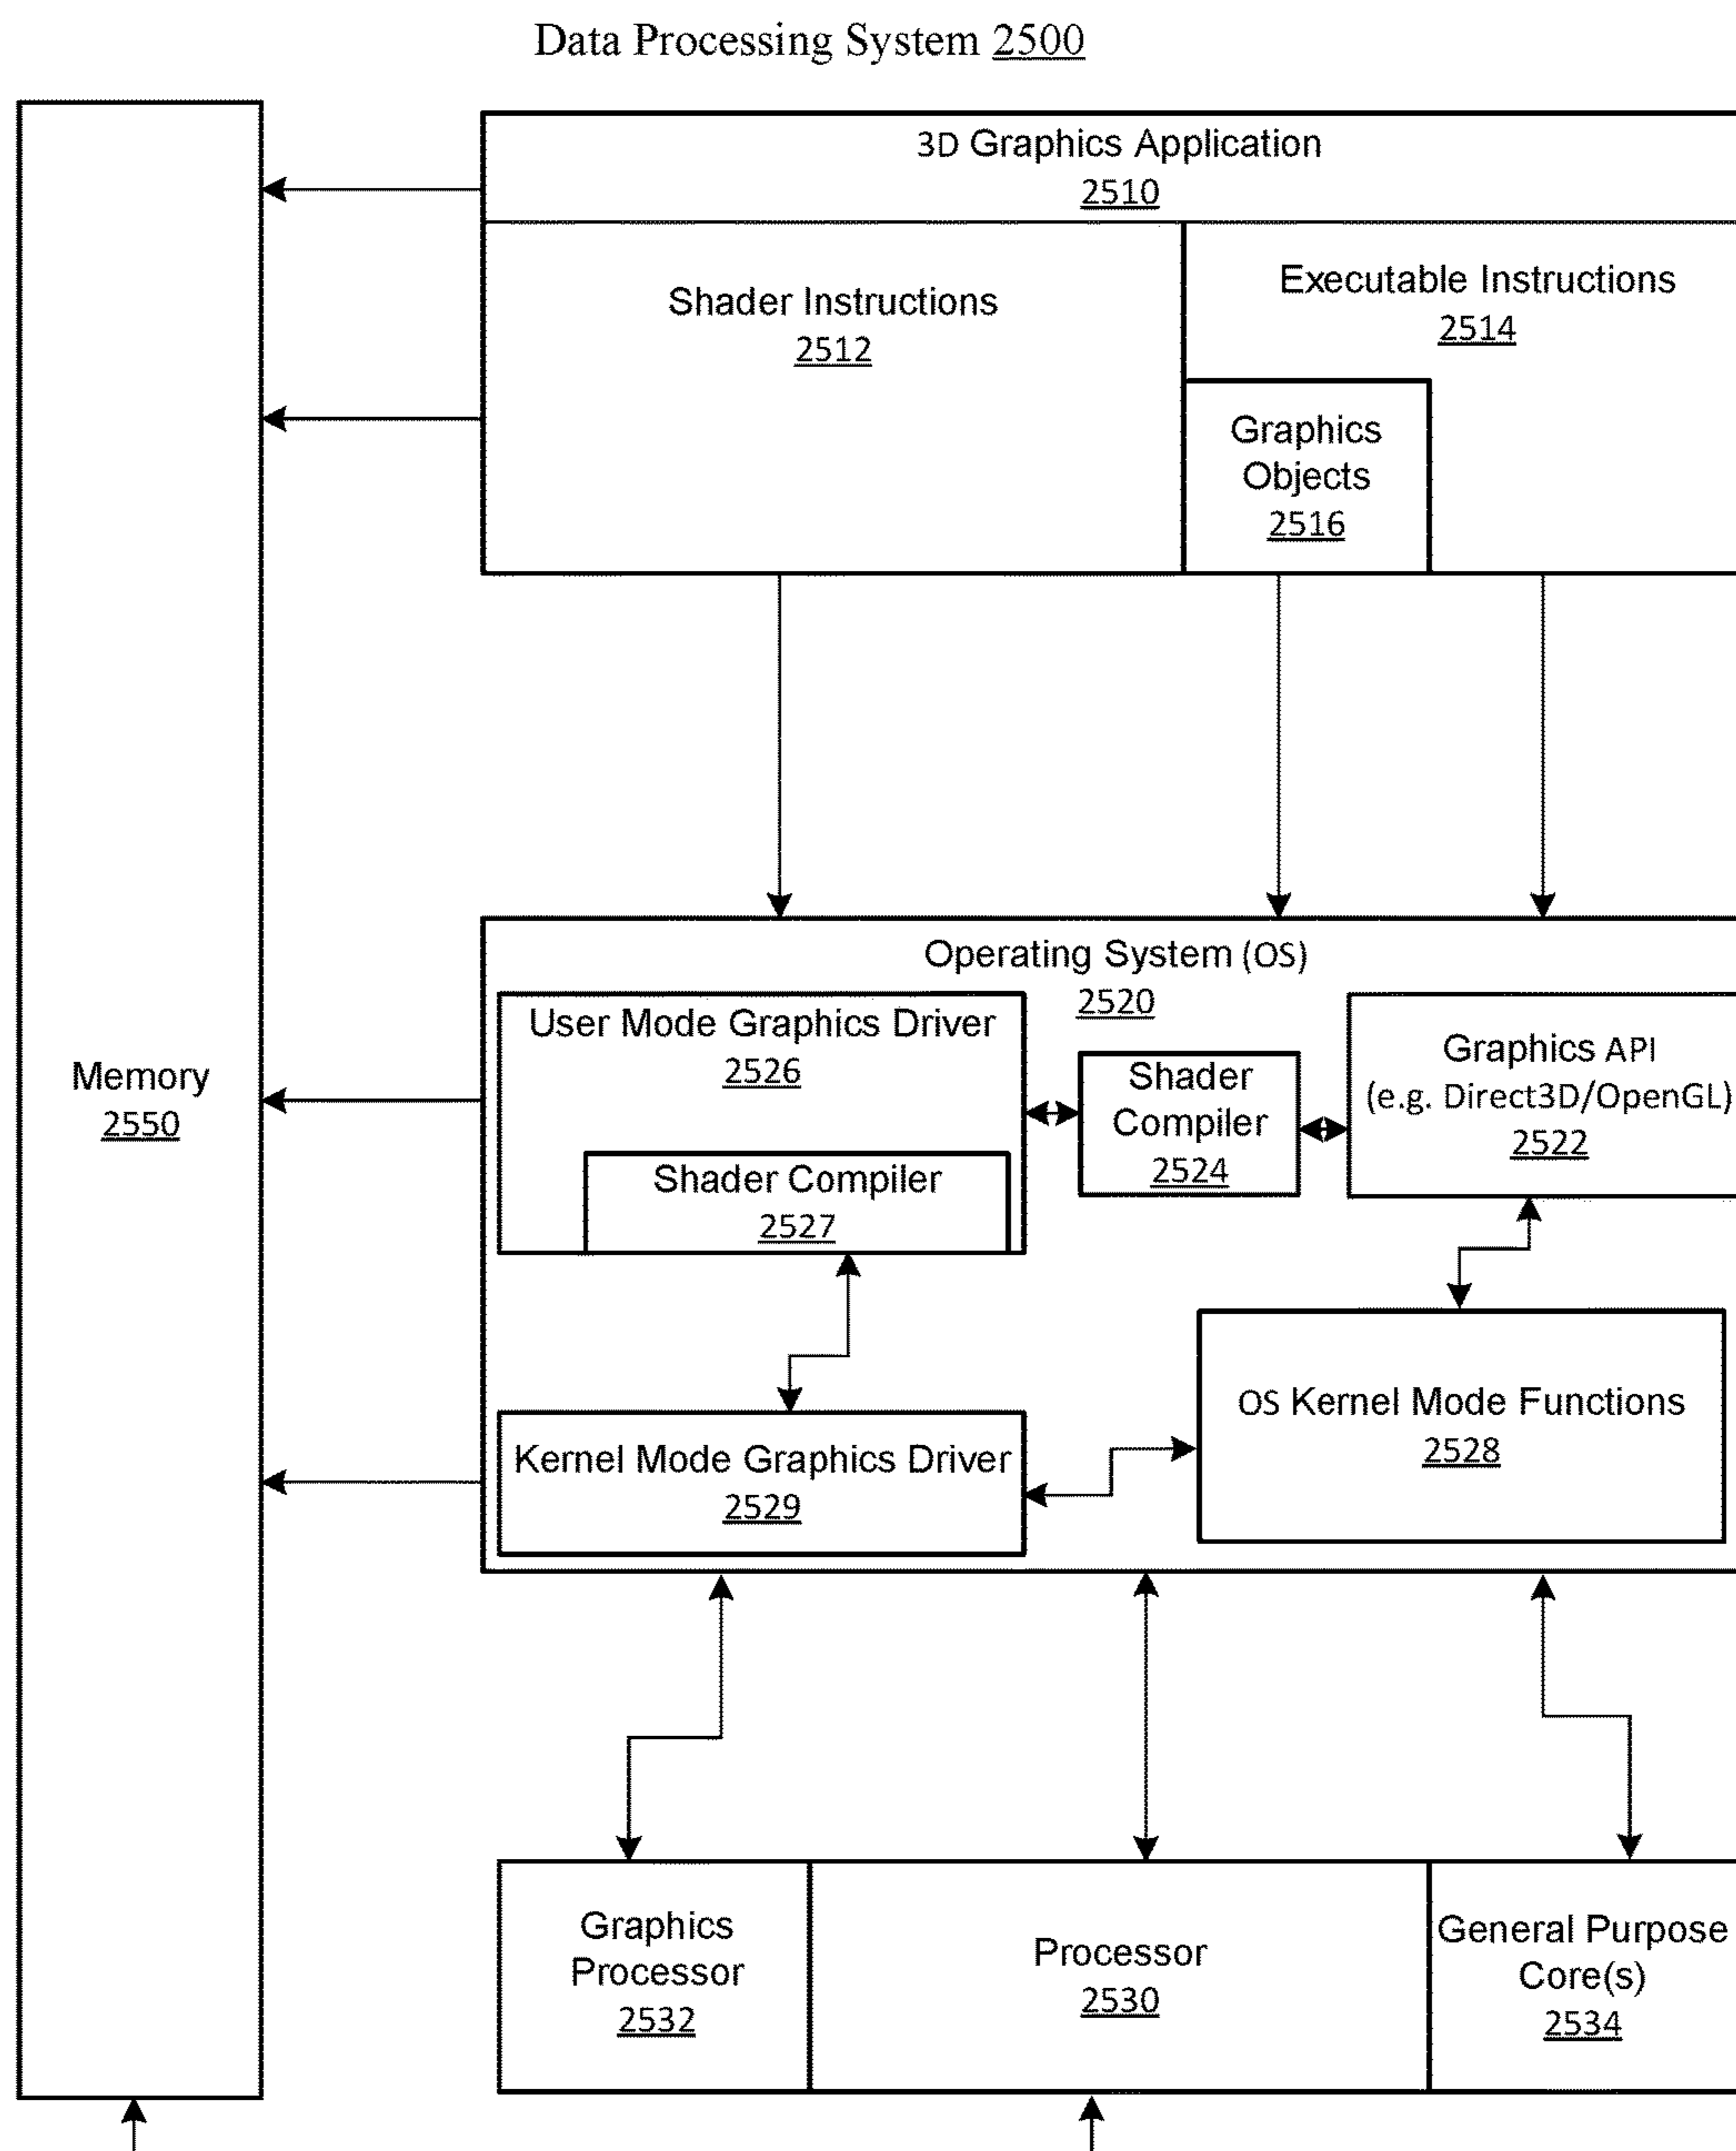 Data Processing System 2500
3D Graphics Application
2510
Shader Instructions
2512
Executable Instructions
2514
Graphics
Objects
2516
Operating System (OS)
2520
User Mode Graphics Driver
2526
Shader Compiler
2527
Shader
Compiler
2524
Graphics API
(e.g. Direct3D/OpenGL)
2522
Memory
2550
OS Kernel Mode Functions
2528
Kernel Mode Graphics Driver
2529
Graphics
Processor
2532
Processor
2530
General Purpose
Core(s)
2534